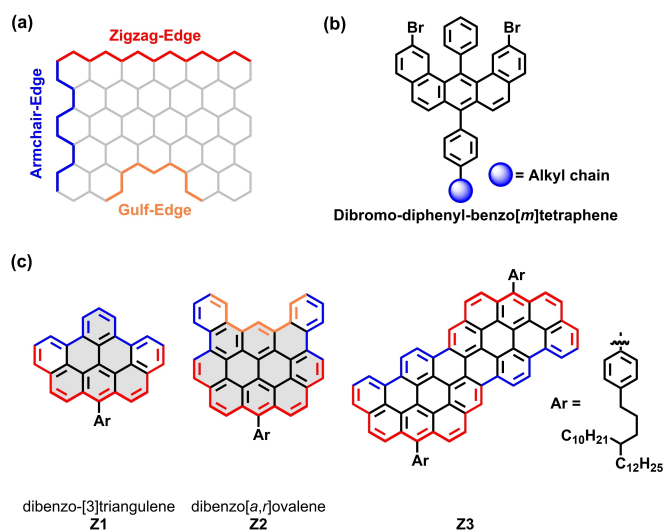 (a)
Zigzag-Edge
Armchair-Edge
Gulf-Edge
(b)
Br
Br
= Alkyl chain
Dibromo-diphenyl-benzo[m]tetraphene
(c)
Ar
Ar
Ar
Ar
Ar =
C10H21
C12H25
dibenzo-[3]triangulene
Z1
dibenzo[a,r]ovalene
Z2
Z3